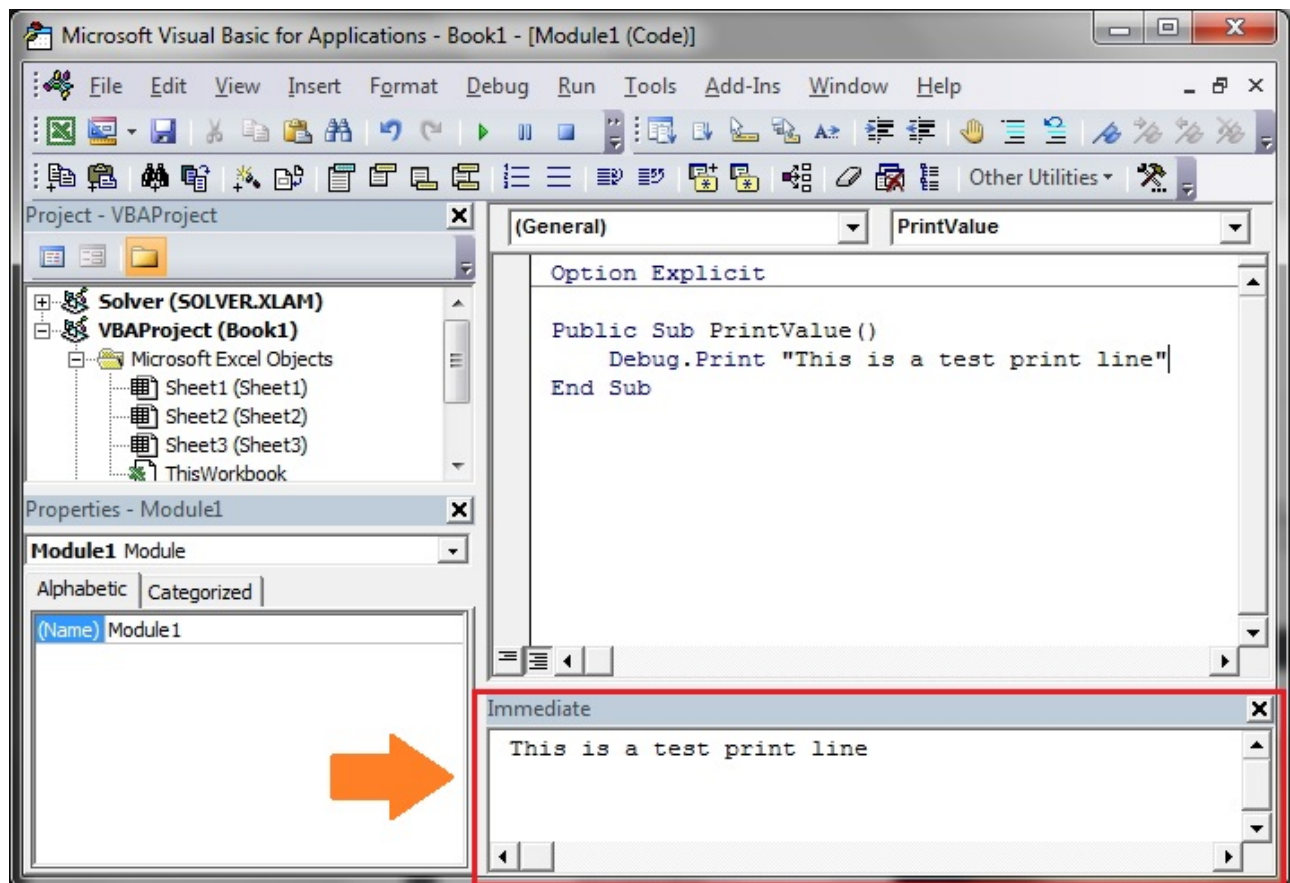 Microsoft Visual Basic for Applications - Book1 - [Module1 (Code)]
File Edit View Insert Format Debug Run Tools Add-Ins Window Help
Other Utilities
Project - VBAProject
Solver (SOLVER.XLAM)
VBAProject (Book1)
Microsoft Excel Objects
Sheet1 (Sheet1)
Sheet2 (Sheet2)
Sheet3 (Sheet3)
ThisWorkbook
Properties - Module1
Module1 Module
Alphabetic Categorized
(Name) Module1
(General) PrintValue
Option Explicit
Public Sub PrintValue()
Debug.Print "This is a test print line"
End Sub
Immediate
This is a test print line